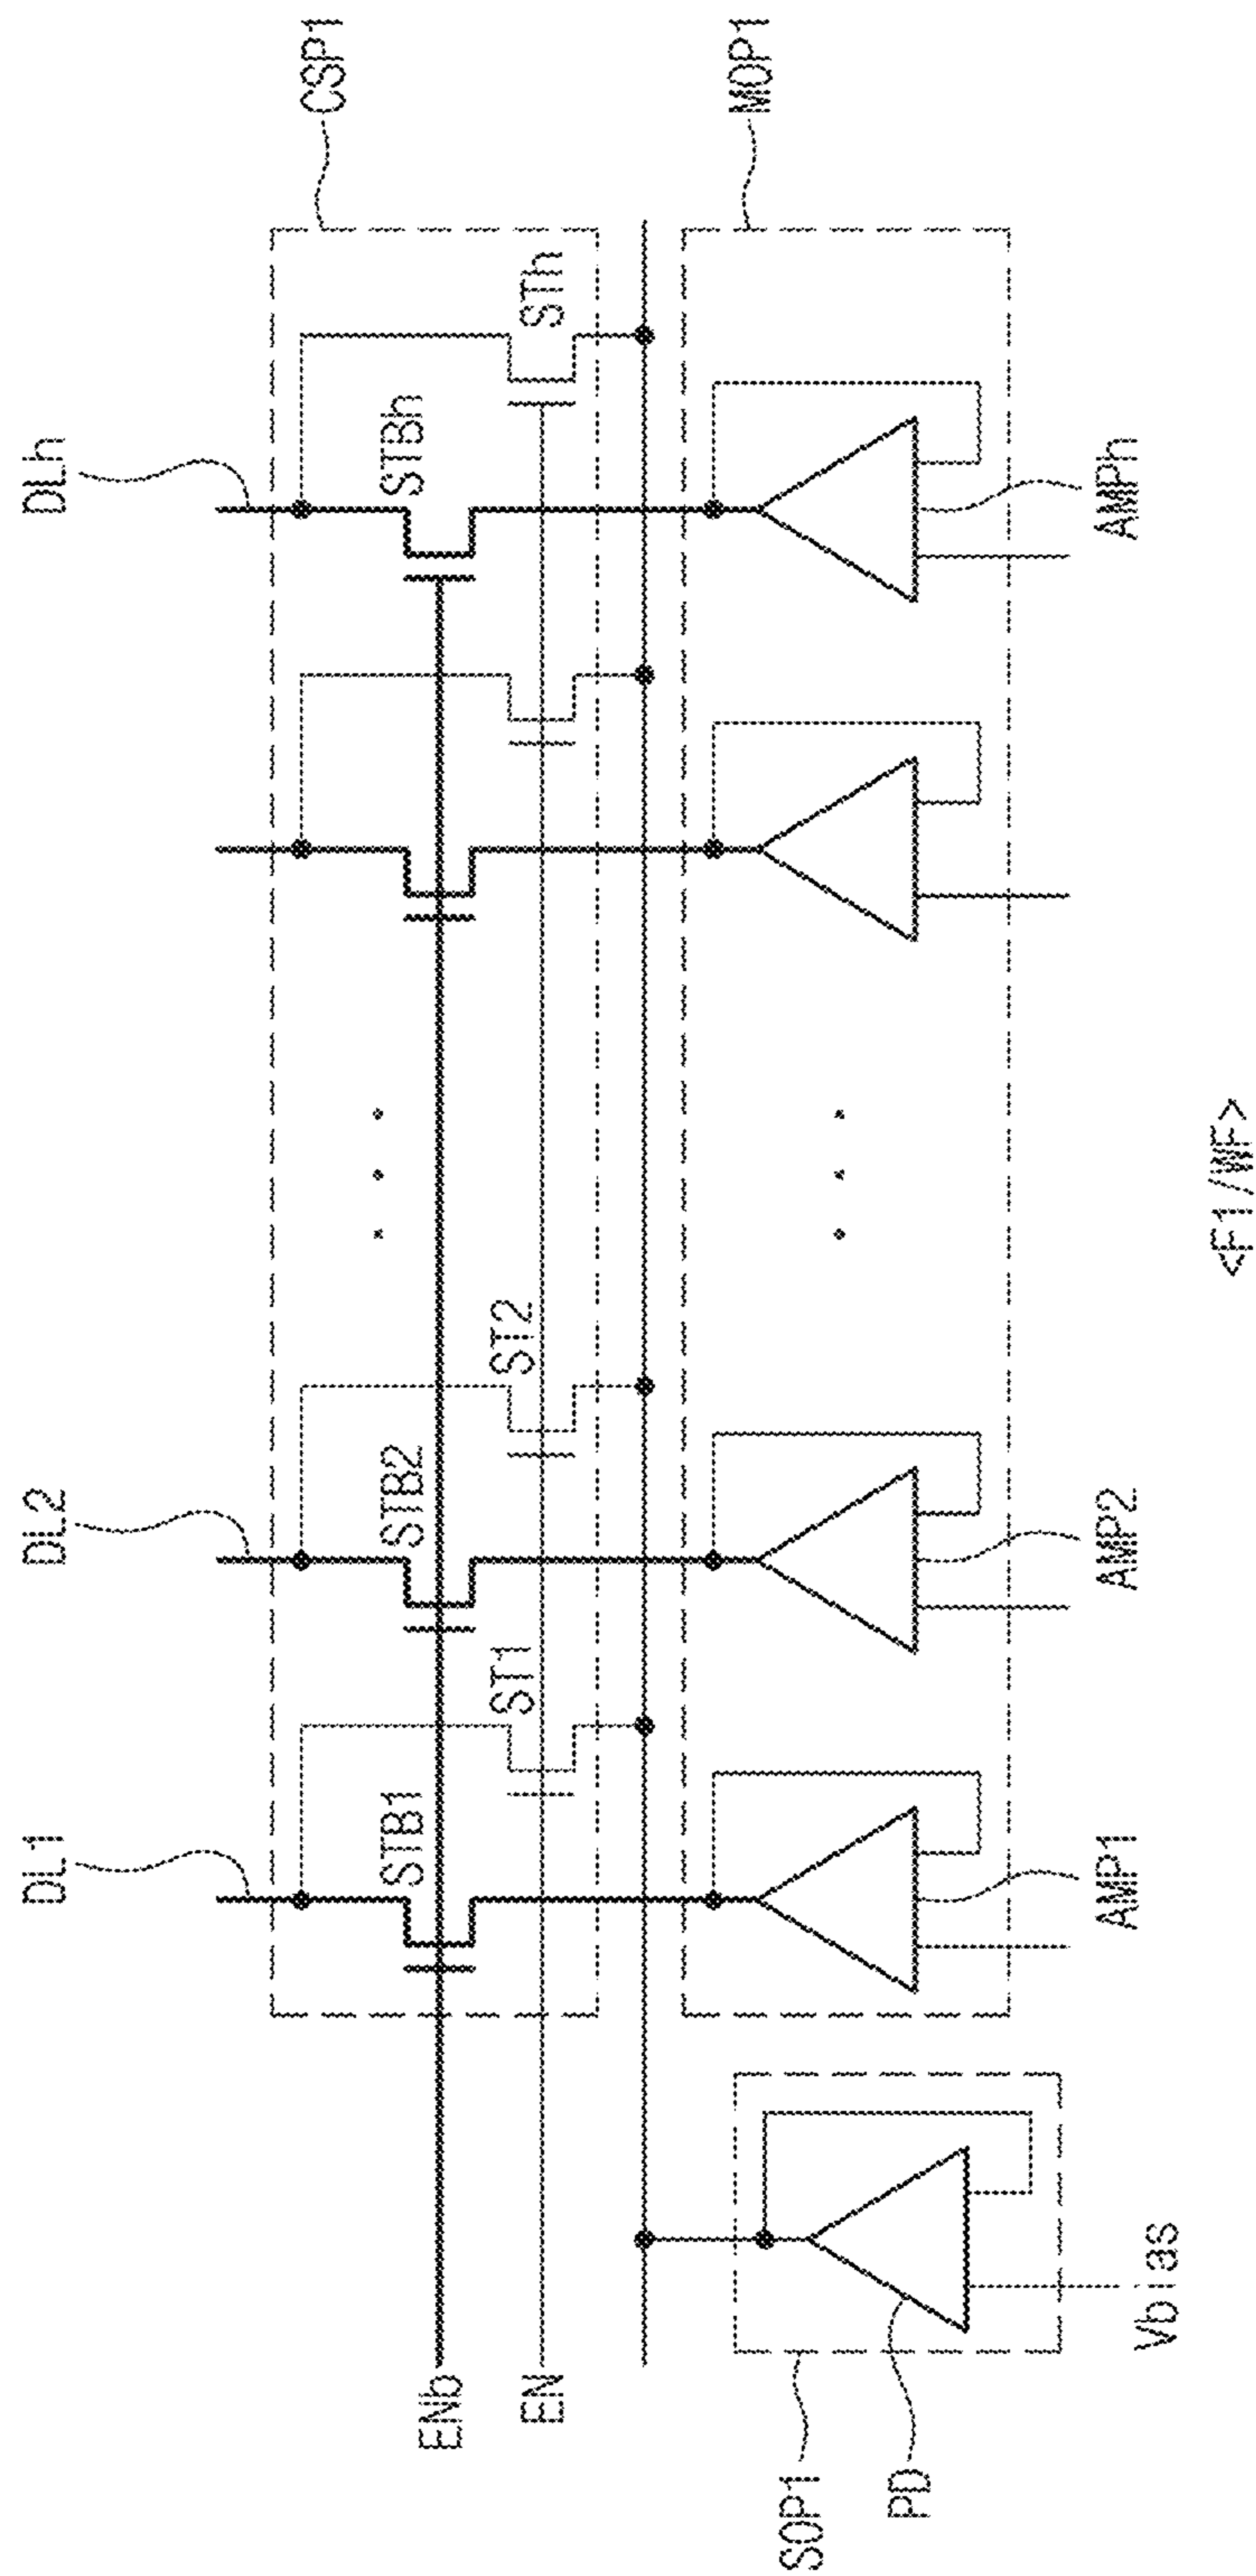 DL1
DL2
DLh
CSP1
STB1
STB2
STBh
ENb
ST1
ST2
STh
EN
MOP1
SOP1
PD
Vbias
AMP1
AMP2
AMPh
<F1/WF>